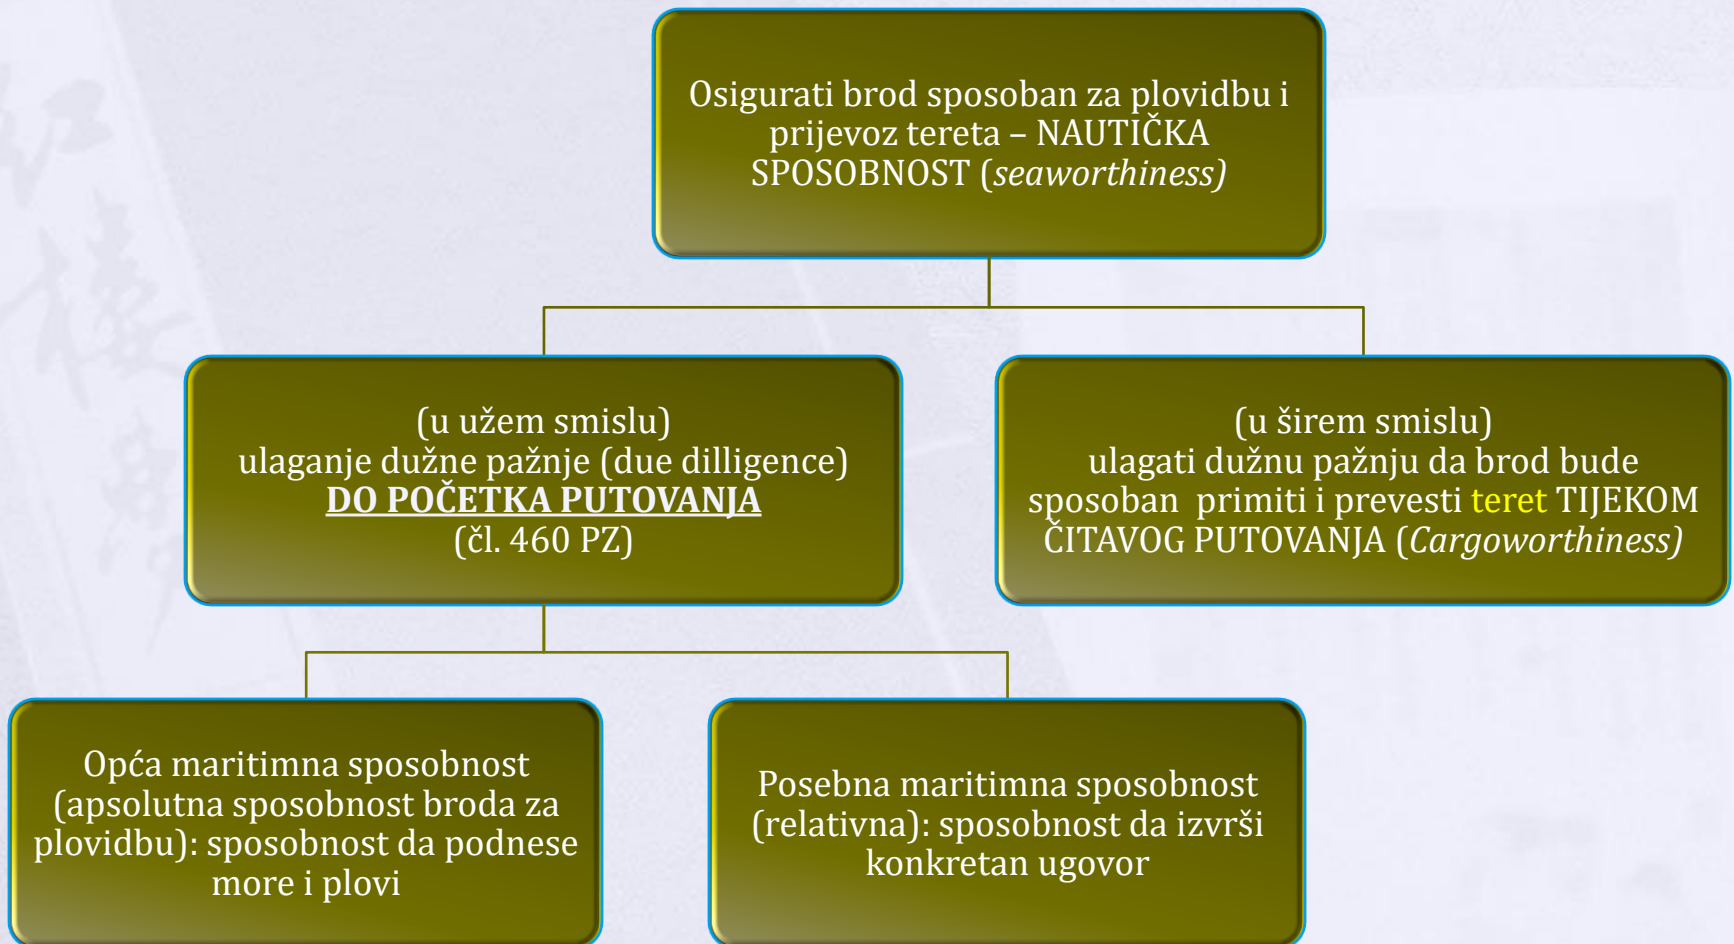 Osigurati brod sposoban za plovidbu i
prijevoz tereta – NAUTIČKA
SPOSOBNOST (seaworthiness)
(u užem smislu)
ulaganje dužne pažnje (due dilligence)
DO POČETKA PUTOVANJA
(čl. 460 PZ)
(u širem smislu)
ulagati dužnu pažnju da brod bude
sposoban primiti i prevesti teret TIJEKOM
ČITAVOG PUTOVANJA (Cargoworthiness)
Opća maritimna sposobnost
(apsolutna sposobnost broda za
plovidbu): sposobnost da podnese
more i plovi
Posebna maritimna sposobnost
(relativna): sposobnost da izvrši
konkretan ugovor